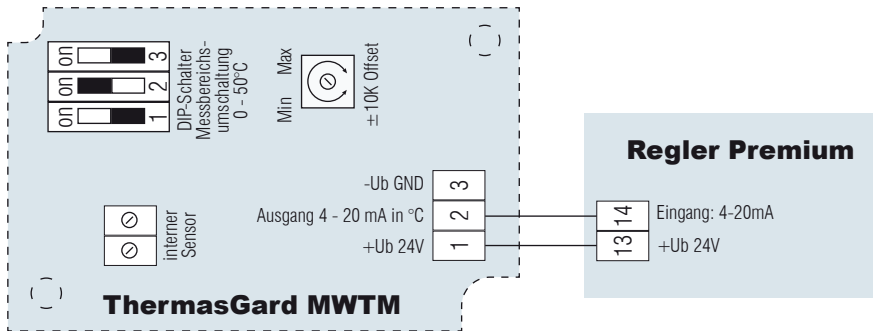 on
3
on
2
on
1
DIP-Schalter
Messbereichs-
umschaltung
0 – 50°C
Min
Max
±10K Offset
interner
Sensor
-Ub GND
3
Ausgang 4 - 20 mA in °C
2
+Ub 24V
1
ThermasGard MWTM
Regler Premium
14
Eingang: 4-20mA
13
+Ub 24V